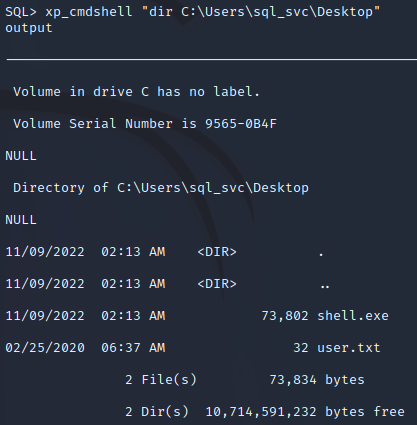 SQL> xp_cmdshell "dir C:\Users\sql_svc\Desktop"
output
Volume in drive C has no label.
Volume Serial Number is 9565-0B4F
NULL
Directory of C:\Users\sql_svc\Desktop
NULL
11/09/2022  02:13 AM    <DIR>          .
11/09/2022  02:13 AM    <DIR>          ..
11/09/2022  02:13 AM            73,802 shell.exe
02/25/2020  06:37 AM                32 user.txt
2 File(s)         73,834 bytes
2 Dir(s)  10,714,591,232 bytes free